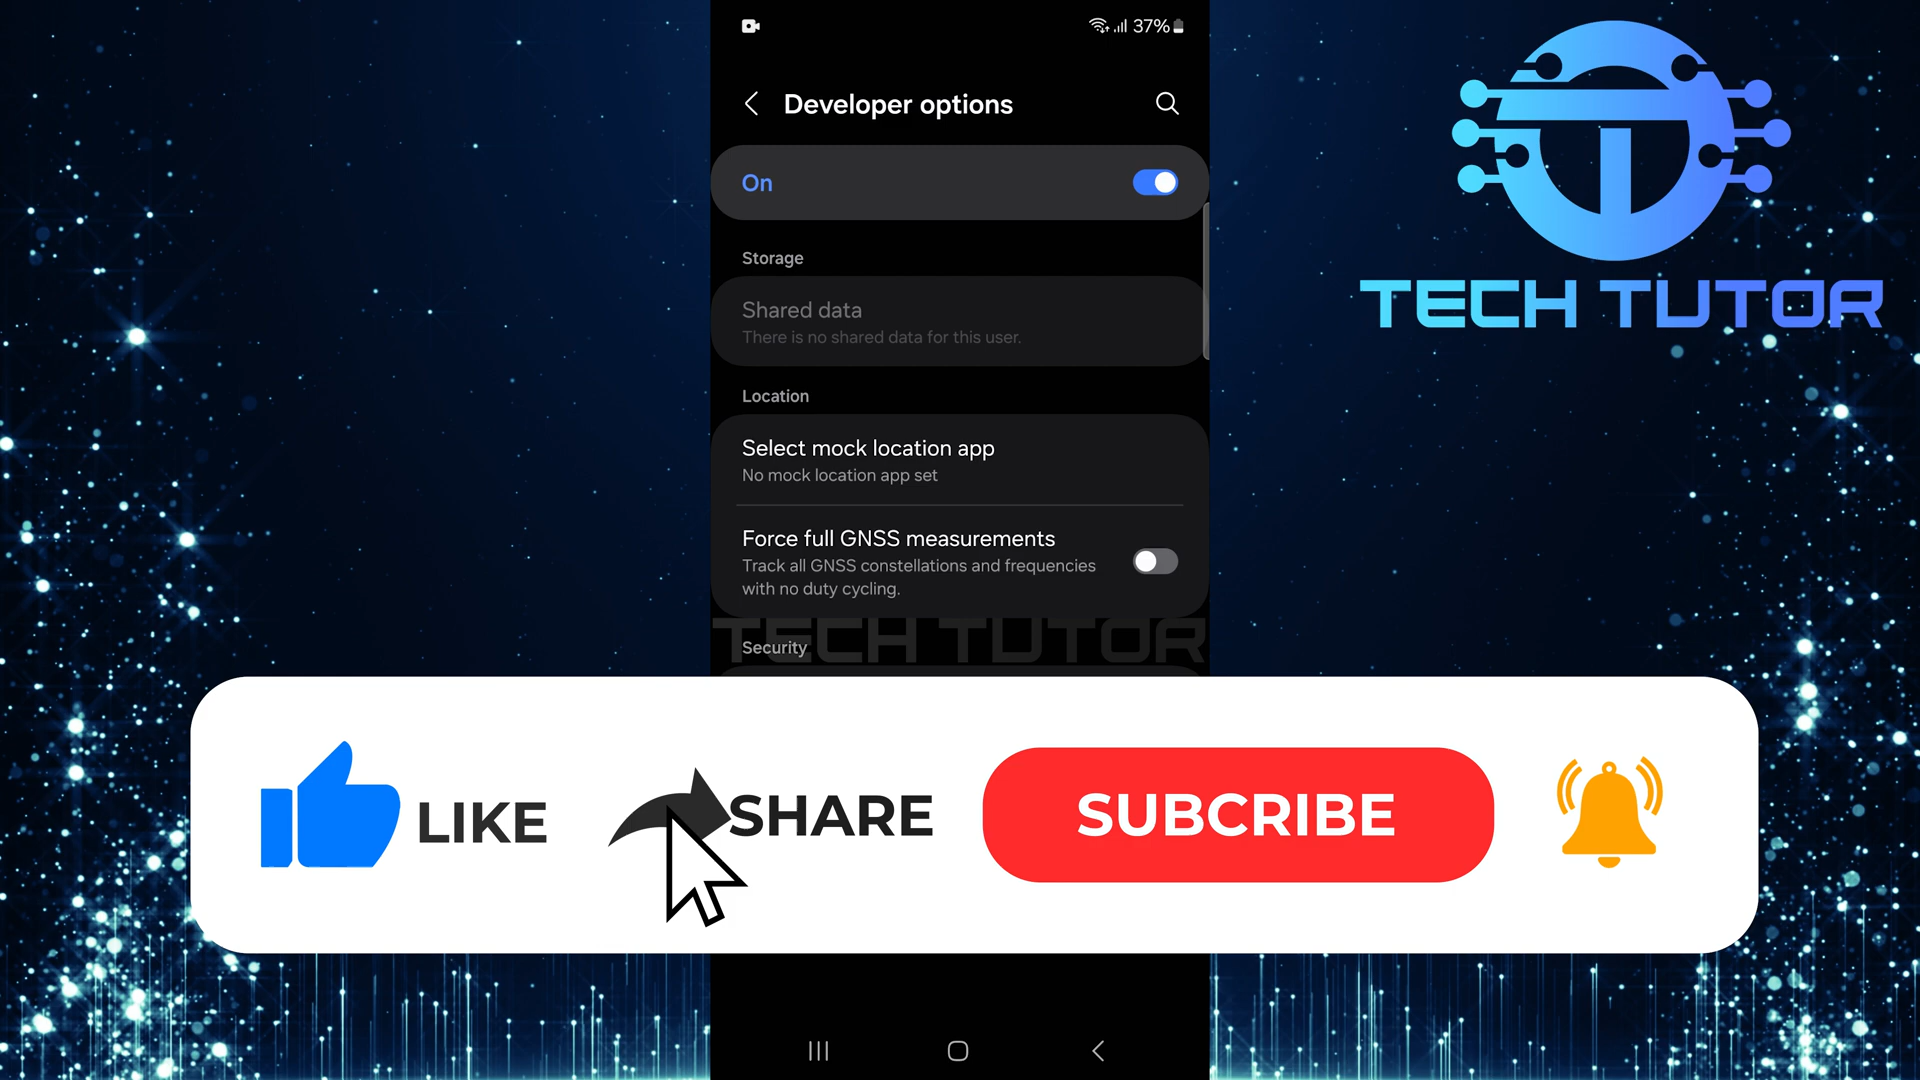 37%
Developer options
On
Storage
Shared data
There is no shared data for this user.
Location
Select mock location app
No mock location app set
Force full GNSS measurements
Track all GNSS constellations and frequencies
with no duty cycling.
TECH TUTOR
Security
TECH TUTOR
LIKE
SHARE
SUBCRIBE